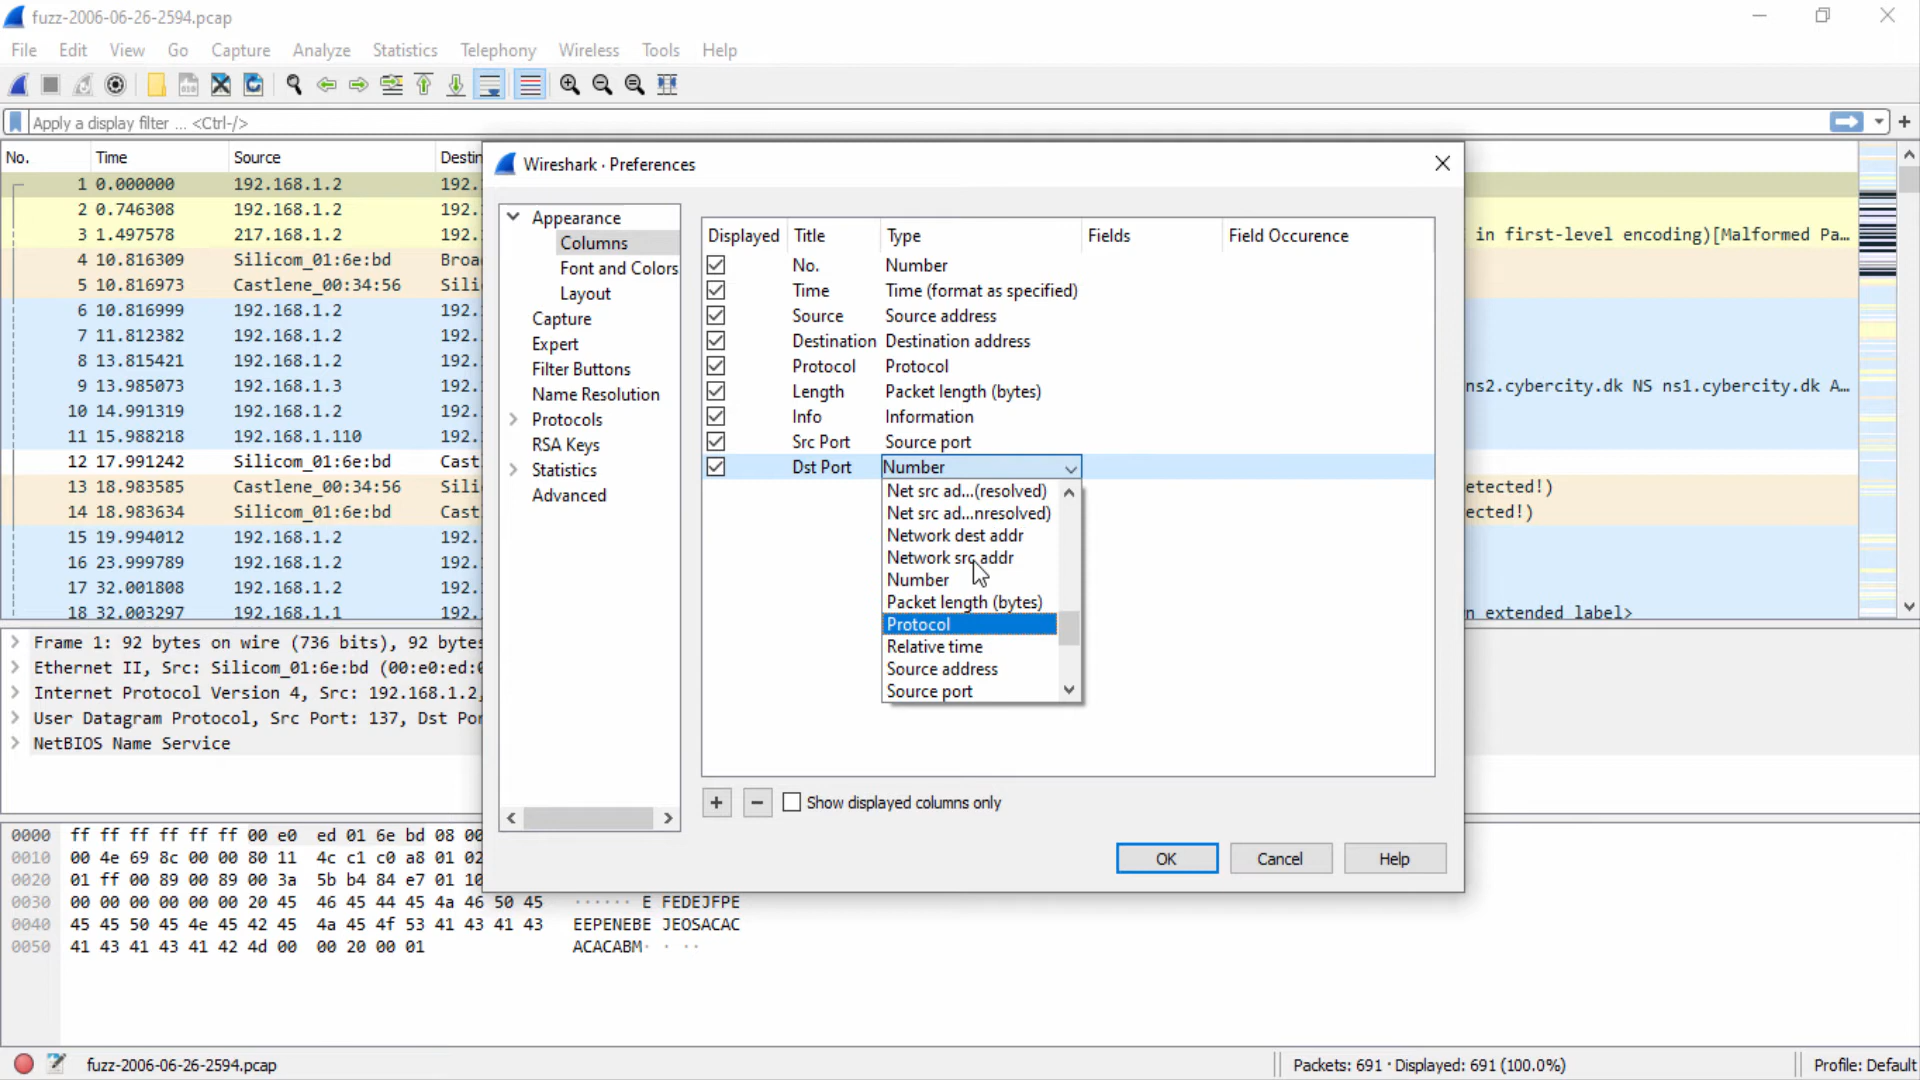 fuzz-2006-06-26-2594.pcap
File Edit View Go Capture Analyze Statistics Telephony Wireless Tools Help
Apply a display filter ... <Ctrl-/>
No. Time Source Destin
1 0.000000 192.168.1.2 192.
2 0.746308 192.168.1.2 192.
3 1.497578 217.168.1.2 192. in first-level encoding)[Malformed Pa…
4 10.816309 Silicom_01:6e:bd Broa
5 10.816973 Castlene_00:34:56 Sili
6 10.816999 192.168.1.2 192.
7 11.812382 192.168.1.2 192.
8 13.815421 192.168.1.2 192.
9 13.985073 192.168.1.3 192. ns2.cybercity.dk NS ns1.cybercity.dk A…
10 14.991319 192.168.1.2 192.
11 15.988218 192.168.1.110 192.
12 17.991242 Silicom_01:6e:bd Cast
13 18.983585 Castlene_00:34:56 Sili etected!)
14 18.983634 Silicom_01:6e:bd Cast ected!)
15 19.994012 192.168.1.2 192.
16 23.999789 192.168.1.2 192.
17 32.001808 192.168.1.2 192.
18 32.003297 192.168.1.1 192. n extended label>
Wireshark · Preferences
Appearance
Columns
Font and Colors
Layout
Capture
Expert
Filter Buttons
Name Resolution
Protocols
RSA Keys
Statistics
Advanced
Displayed Title Type Fields Field Occurence
No. Number
Time Time (format as specified)
Source Source address
Destination Destination address
Protocol Protocol
Length Packet length (bytes)
Info Information
Src Port Source port
Dst Port Number
Net src ad...(resolved)
Net src ad...nresolved)
Network dest addr
Network src addr
Number
Packet length (bytes)
Protocol
Relative time
Source address
Source port
+ − Show displayed columns only
OK Cancel Help
Frame 1: 92 bytes on wire (736 bits), 92 bytes
Ethernet II, Src: Silicom_01:6e:bd (00:e0:ed:0
Internet Protocol Version 4, Src: 192.168.1.2,
User Datagram Protocol, Src Port: 137, Dst Por
NetBIOS Name Service
0000 ff ff ff ff ff ff 00 e0 ed 01 6e bd 08 00
0010 00 4e 69 8c 00 00 80 11 4c c1 c0 a8 01 02
0020 01 ff 00 89 00 89 00 3a 5b b4 84 e7 01 10
0030 00 00 00 00 00 00 20 45 46 45 44 45 4a 46 50 45 ······ E FEDEJFPE
0040 45 45 50 45 4e 45 42 45 4a 45 4f 53 41 43 41 43 EEPENEBE JEOSACAC
0050 41 43 41 43 41 42 4d 00 00 20 00 01 ACACABM· · ··
fuzz-2006-06-26-2594.pcap
Packets: 691 · Displayed: 691 (100.0%)
Profile: Default